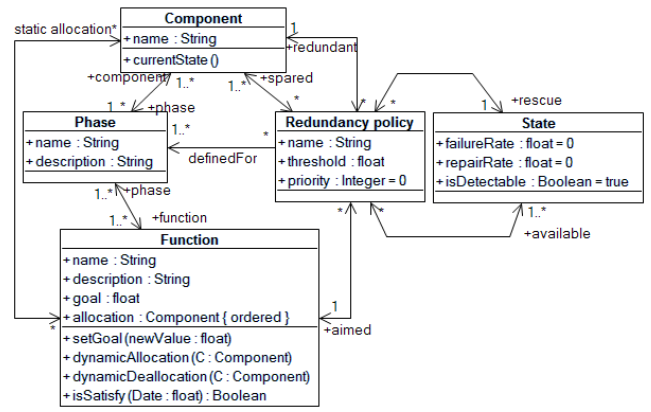 Component
+ name : String
+ currentState ()
static allocation *
1
+redundant
+component
1..*
1..*
+spared
*
*
*
*
1
+rescue
1..*
+phase
Phase
+ name : String
+ description : String
1..*
*
definedFor
Redundancy policy
+ name : String
+ threshold : float
+ priority : Integer = 0
State
+ failureRate : float = 0
+ repairRate : float = 0
+ isDetectable : Boolean = true
1..*
+phase
*
*
1..*
+available
1..*
+function
Function
+ name : String
+ description : String
+ goal : float
+ allocation : Component { ordered }
+ setGoal (newValue : float)
+ dynamicAllocation (C : Component)
+ dynamicDeallocation (C : Component)
+ isSatisfy (Date : float) : Boolean
*
1
+aimed